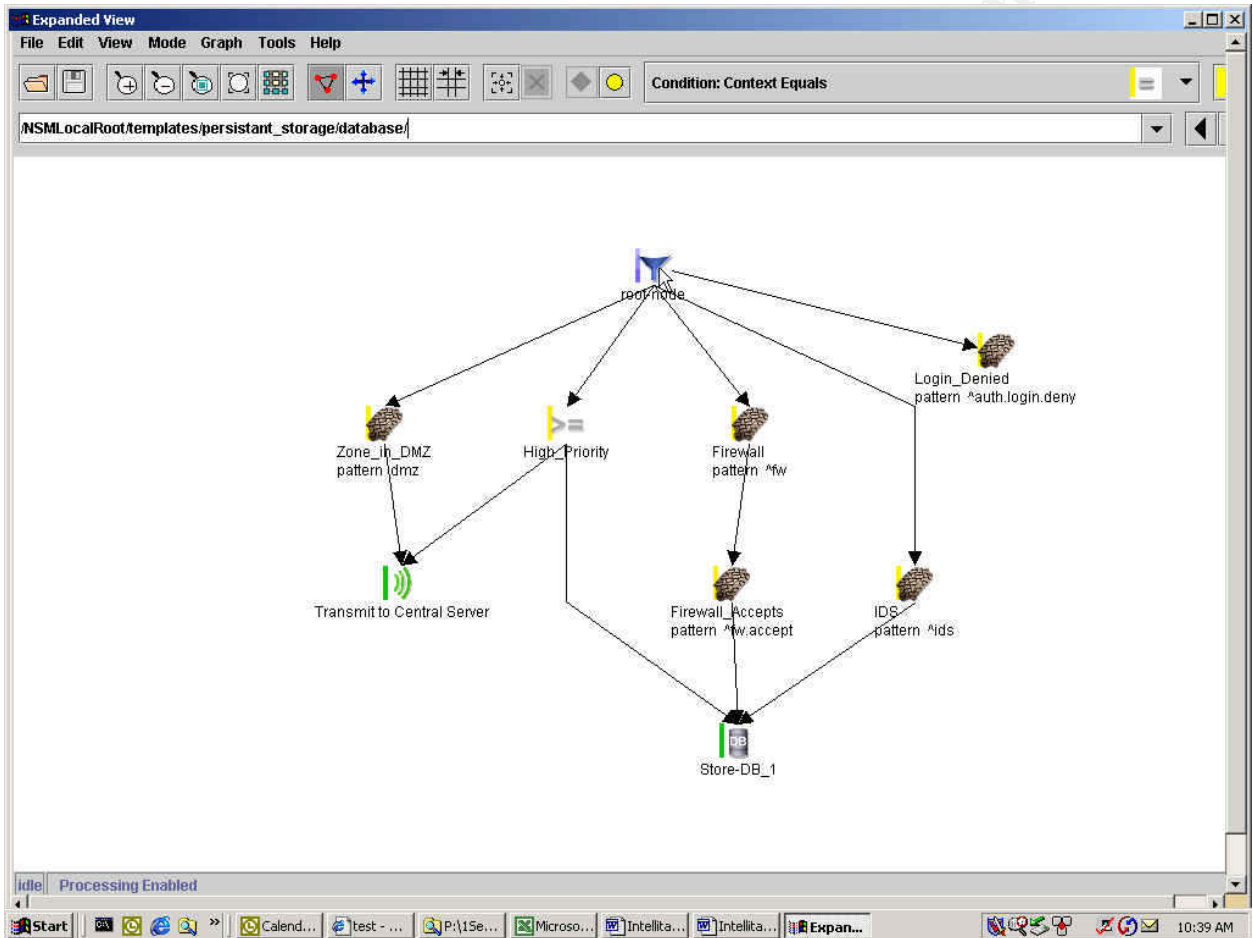 Expanded View
File Edit View Mode Graph Tools Help
Condition: Context Equals
=
/NSMLocalRoot/templates/persistant_storage/database/
root-node
Login_Denied
pattern ^auth.login.deny
Zone_in_DMZ
pattern dmz
>=
High_Priority
Firewall
pattern ^fw
Transmit to Central Server
Firewall_Accepts
pattern ^fw.accept
IDS
pattern ^ids
DB
Store-DB_1
idle Processing Enabled
Start » Calend... test - ... P:\1Se... Microso... Intellita... Intellita... Expan... 10:39 AM